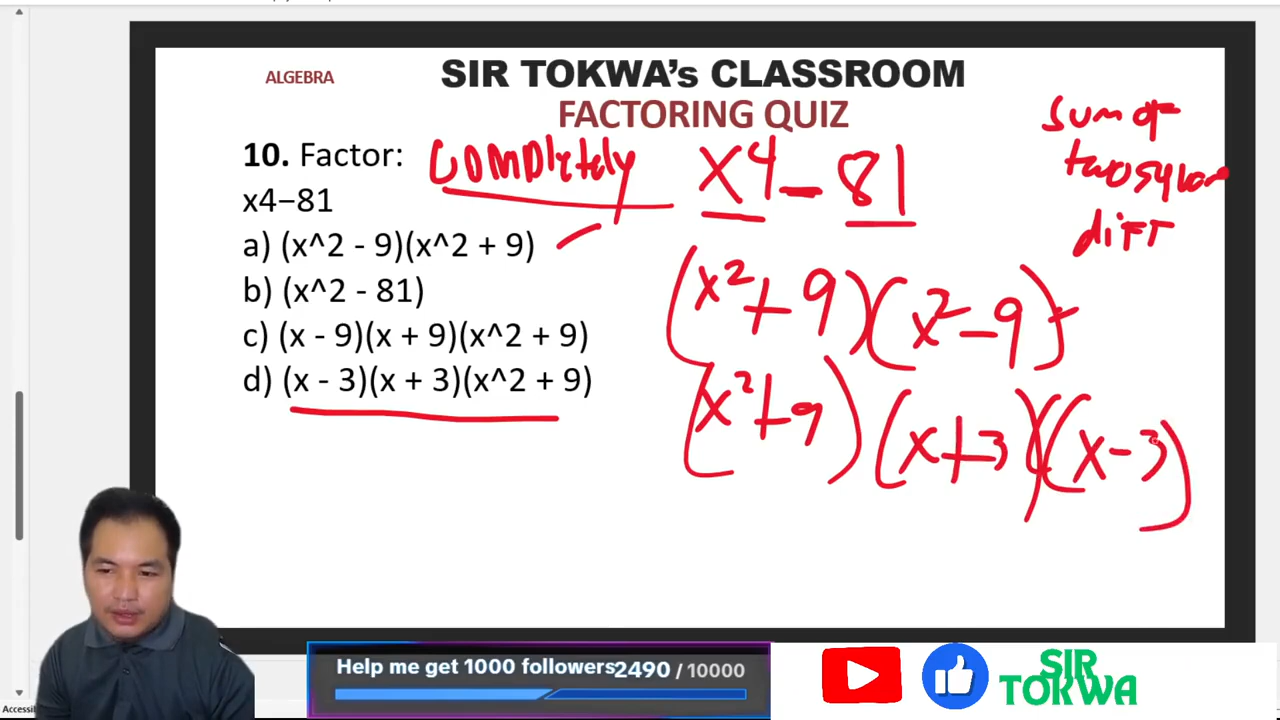 ALGEBRA
SIR TOKWA's CLASSROOM
FACTORING QUIZ
10. Factor:
x4−81
a) (x^2 - 9)(x^2 + 9)
b) (x^2 - 81)
c) (x - 9)(x + 9)(x^2 + 9)
d) (x - 3)(x + 3)(x^2 + 9)
completely
x⁴ - 81
(x² + 9)(x² - 9)
(x² + 9)(x + 3)(x - 3)
sum of
two
diff
Help me get 1000 followers 2490 / 10000
SIR
TOKWA
Accessi